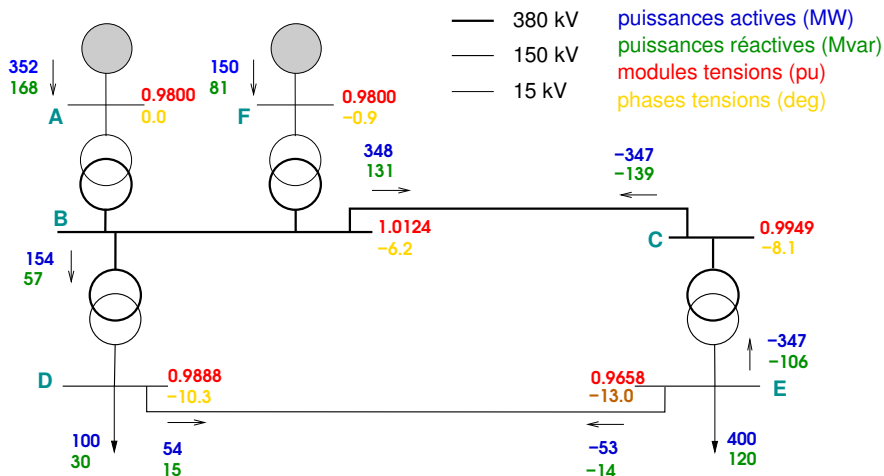 380 kV
150 kV
15 kV
puissances actives (MW)
puissances réactives (Mvar)
modules tensions (pu)
phases tensions (deg)
352
168
A
0.9800
0.0
150
81
F
0.9800
−0.9
348
131
−347
−139
B
1.0124
−6.2
C
0.9949
−8.1
154
57
−347
−106
D
0.9888
−10.3
0.9658
−13.0
E
100
30
54
15
−53
−14
400
120